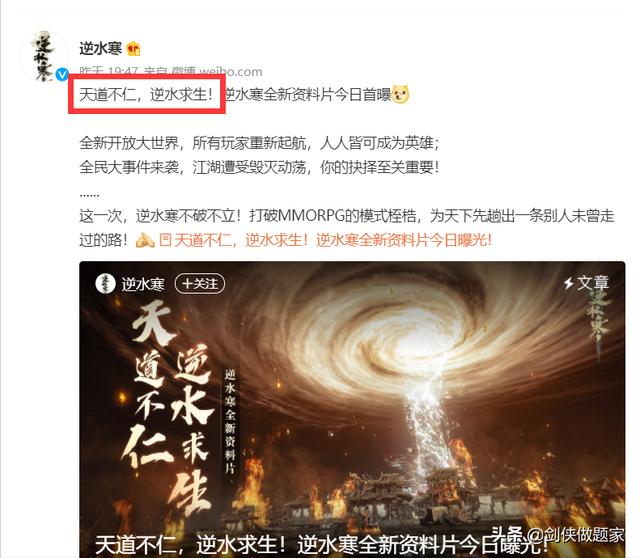 逆水寒
昨天 19:47 来自 微博 weibo.com
天道不仁，逆水求生！逆水寒全新资料片今日首曝
全新开放大世界，所有玩家重新起航，人人皆可成为英雄；
全民大事件来袭，江湖遭受毁灭动荡，你的抉择至关重要！
......
这一次，逆水寒不破不立！打破MMORPG的模式桎梏，为天下先趟出一条别人未曾走
过的路！天道不仁，逆水求生！逆水寒全新资料片今日曝光！
逆水寒
+关注
文章
逆水寒
天道不仁
逆水求生
逆水寒全新资料片
天道不仁，逆水求生！逆水寒全新资料片今日曝光！
头条 @剑侠做题家